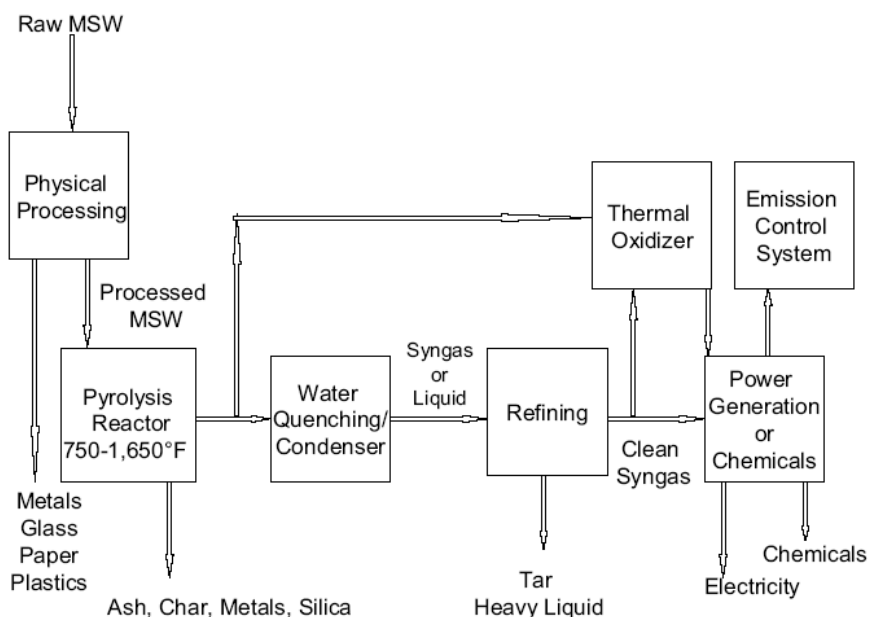 Raw MSW
Physical
Processing
Processed
MSW
Metals
Glass
Paper
Plastics
Pyrolysis
Reactor
750-1,650°F
Ash, Char, Metals, Silica
Water
Quenching/
Condenser
Syngas
or
Liquid
Refining
Tar
Heavy Liquid
Clean
Syngas
Thermal
Oxidizer
Emission
Control
System
Power
Generation
or
Chemicals
Electricity
Chemicals